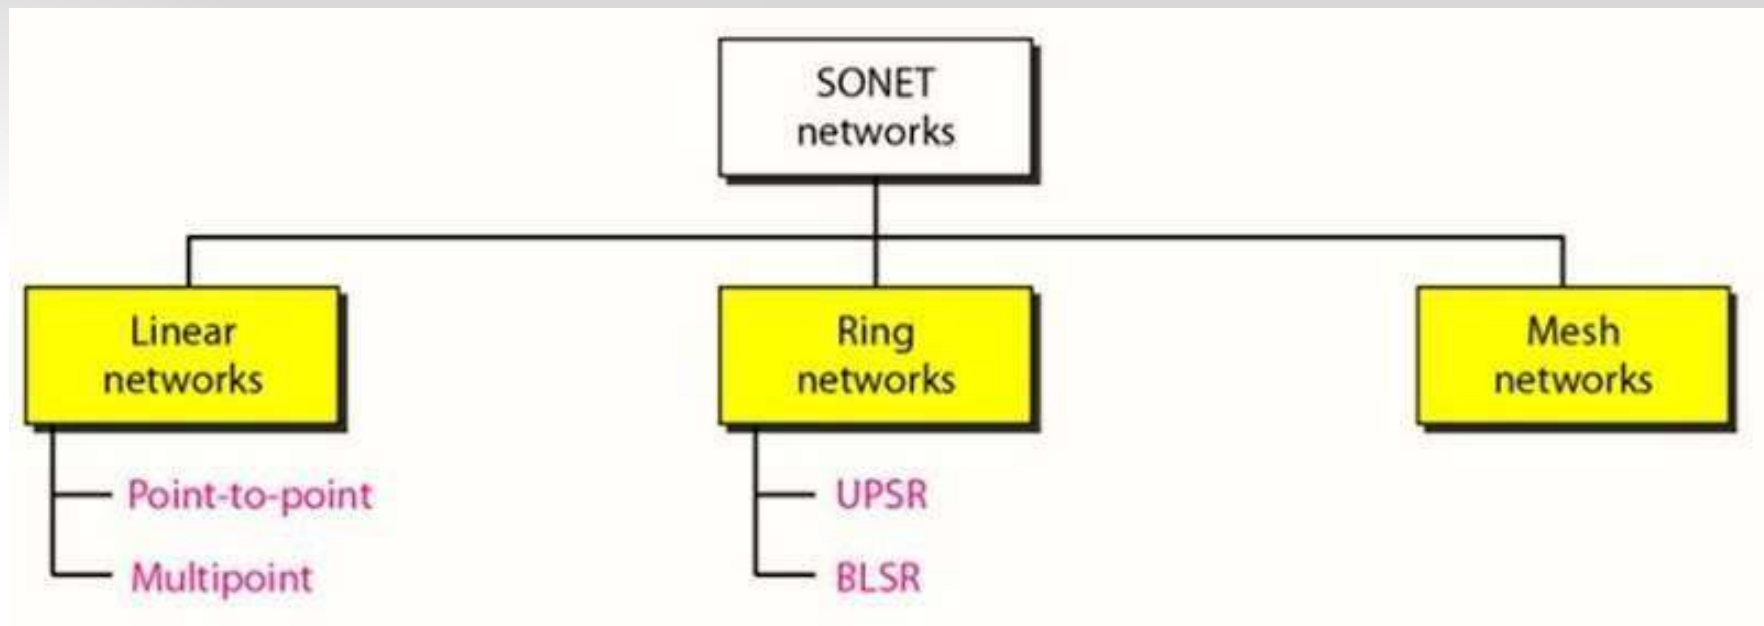 SONET
networks
Linear
networks
Ring
networks
Mesh
networks
Point-to-point
UPSR
Multipoint
BLSR